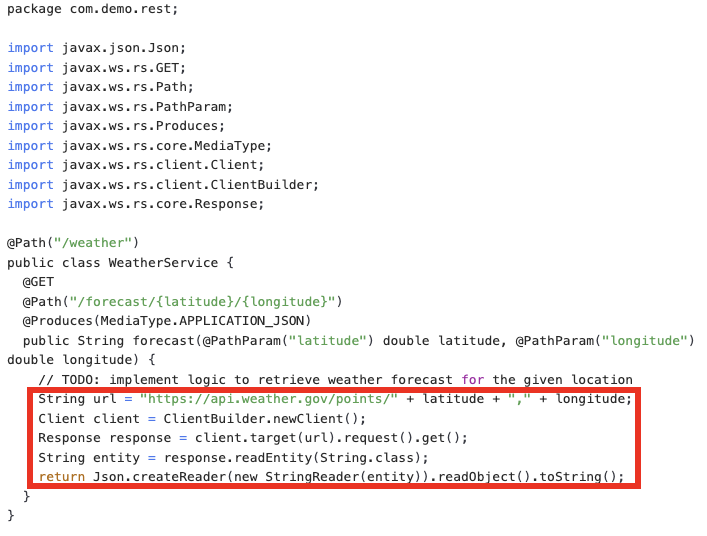 package com.demo.rest;
import javax.json.Json;
import javax.ws.rs.GET;
import javax.ws.rs.Path;
import javax.ws.rs.PathParam;
import javax.ws.rs.Produces;
import javax.ws.rs.core.MediaType;
import javax.ws.rs.client.Client;
import javax.ws.rs.client.ClientBuilder;
import javax.ws.rs.core.Response;
@Path("/weather")
public class WeatherService {
  @GET
  @Path("/forecast/{latitude}/{longitude}")
  @Produces(MediaType.APPLICATION_JSON)
  public String forecast(@PathParam("latitude") double latitude, @PathParam("longitude")
double longitude) {
    // TODO: implement logic to retrieve weather forecast for the given location
    String url = "https://api.weather.gov/points/" + latitude + "," + longitude;
    Client client = ClientBuilder.newClient();
    Response response = client.target(url).request().get();
    String entity = response.readEntity(String.class);
    return Json.createReader(new StringReader(entity)).readObject().toString();
  }
}